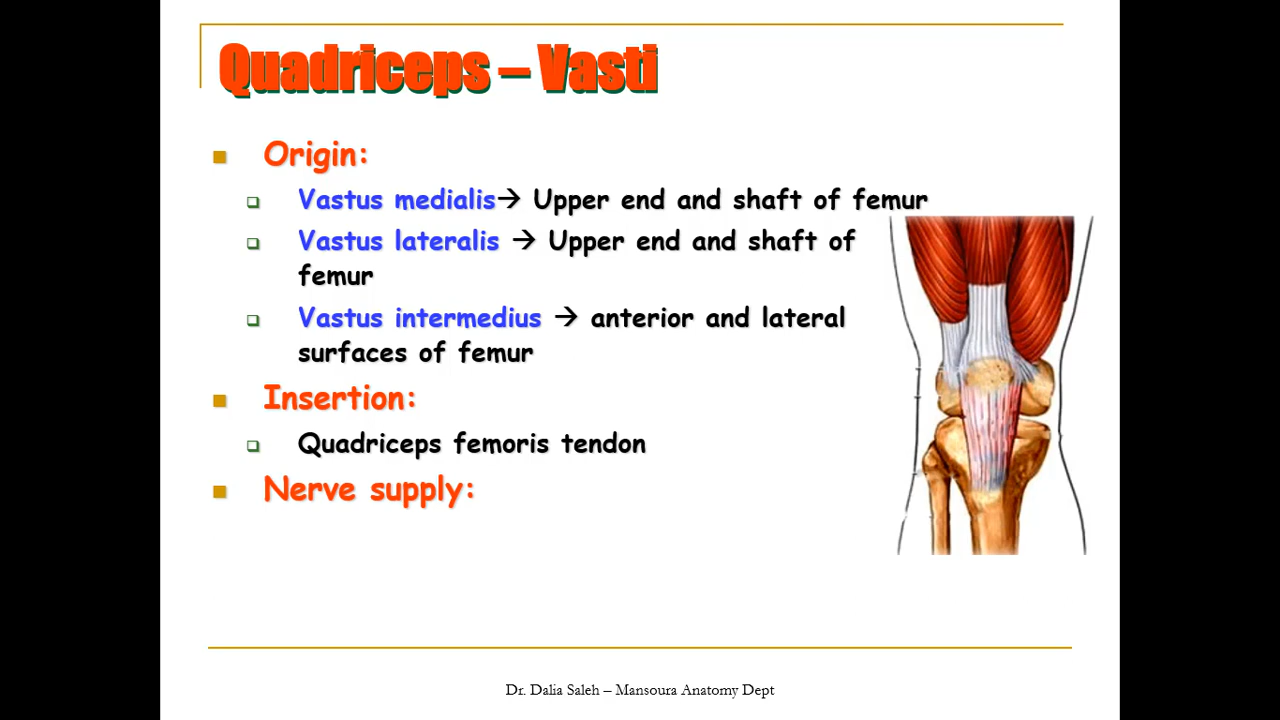 Quadriceps – Vasti
Origin:
Vastus medialis→ Upper end and shaft of femur
Vastus lateralis → Upper end and shaft of
femur
Vastus intermedius → anterior and lateral
surfaces of femur
Insertion:
Quadriceps femoris tendon
Nerve supply:
Dr. Dalia Saleh – Mansoura Anatomy Dept